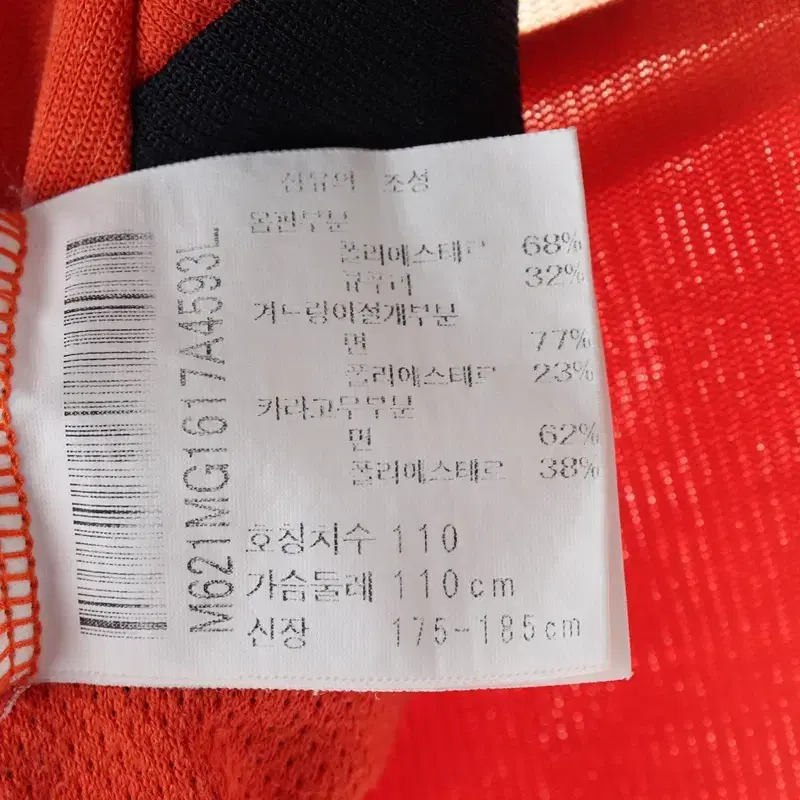 섬유의 조성
몸판부분
폴리에스테르 68%
큐푸라 32%
겨드랑이절개부분
면 77%
폴리에스테르 23%
카라고무부분
면 62%
폴리에스테르 38%
호칭치수 110
가슴둘레 110cm
신장 175-185cm
M621MG1617A4593L